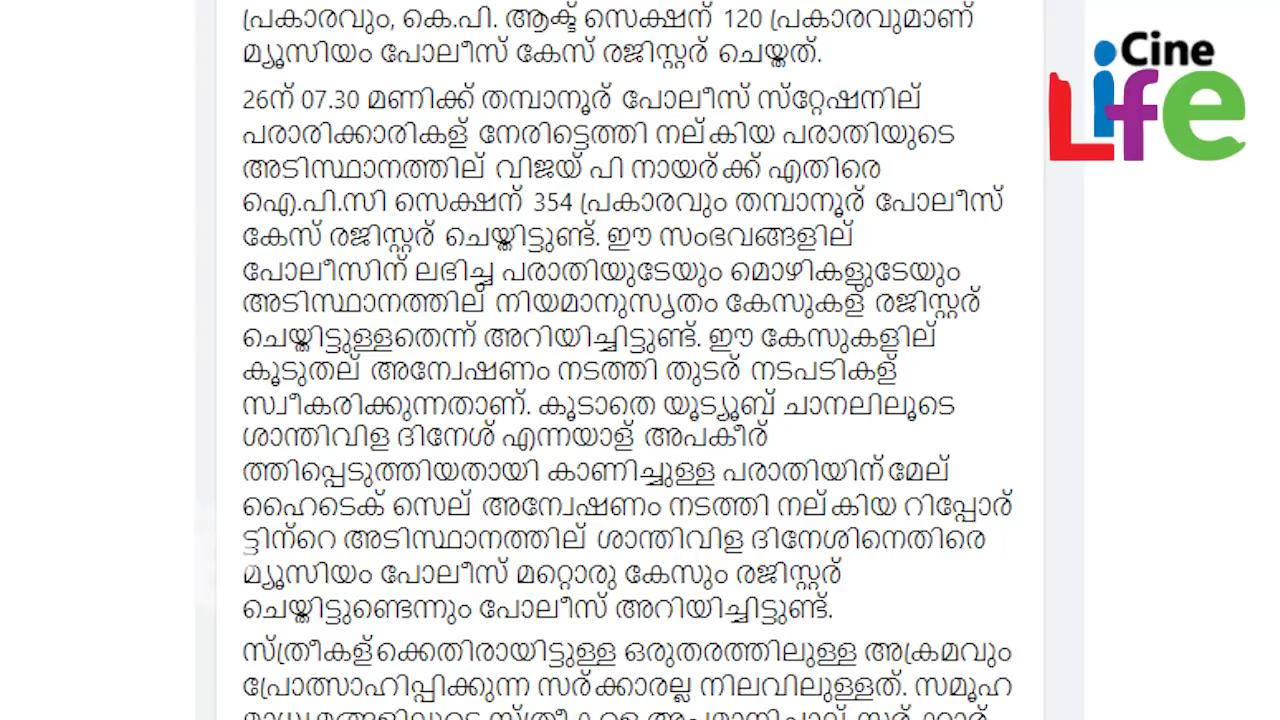 പ്രകാരവും, കെ.പി. ആക്ട് സെക്ഷന് 120 പ്രകാരവുമാണ്
മ്യൂസിയം പോലീസ് കേസ് രജിസ്റ്റര് ചെയ്തത്.
26ന് 07.30 മണിക്ക് തമ്പാനൂര് പോലീസ് സ്റ്റേഷനില്
പരാരിക്കാരികള് നേരിട്ടെത്തി നല്കിയ പരാതിയുടെ
അടിസ്ഥാനത്തില് വിജയ് പി നായര്ക്ക് എതിരെ
ഐ.പി.സി സെക്ഷന് 354 പ്രകാരവും തമ്പാനൂര് പോലീസ്
കേസ് രജിസ്റ്റര് ചെയ്തിട്ടുണ്ട്. ഈ സംഭവങ്ങളില്
പോലീസിന് ലഭിച്ച പരാതിയുടേയും മൊഴികളുടേയും
അടിസ്ഥാനത്തില് നിയമാനുസൃതം കേസുകള് രജിസ്റ്റര്
ചെയ്തിട്ടുള്ളതെന്ന് അറിയിച്ചിട്ടുണ്ട്. ഈ കേസുകളില്
കൂടുതല് അന്വേഷണം നടത്തി തുടര് നടപടികള്
സ്വീകരിക്കുന്നതാണ്. കൂടാതെ യൂട്യൂബ് ചാനലിലൂടെ
ശാന്തിവിള ദിനേശ് എന്നയാള് അപകീര്
ത്തിപ്പെടുത്തിയതായി കാണിച്ചുള്ള പരാതിയിന്മേല്
ഹൈടെക് സെല് അന്വേഷണം നടത്തി നല്കിയ റിപ്പോര്
ട്ടിന്റെ അടിസ്ഥാനത്തില് ശാന്തിവിള ദിനേശിനെതിരെ
മ്യൂസിയം പോലീസ് മറ്റൊരു കേസും രജിസ്റ്റര്
ചെയ്തിട്ടുണ്ടെന്നും പോലീസ് അറിയിച്ചിട്ടുണ്ട്.
സ്ത്രീകള്ക്കെതിരായിട്ടുള്ള ഒരുതരത്തിലുള്ള അക്രമവും
പ്രോത്സാഹിപ്പിക്കുന്ന സര്ക്കാരല്ല നിലവിലുള്ളത്. സമൂഹ
Cine
Life